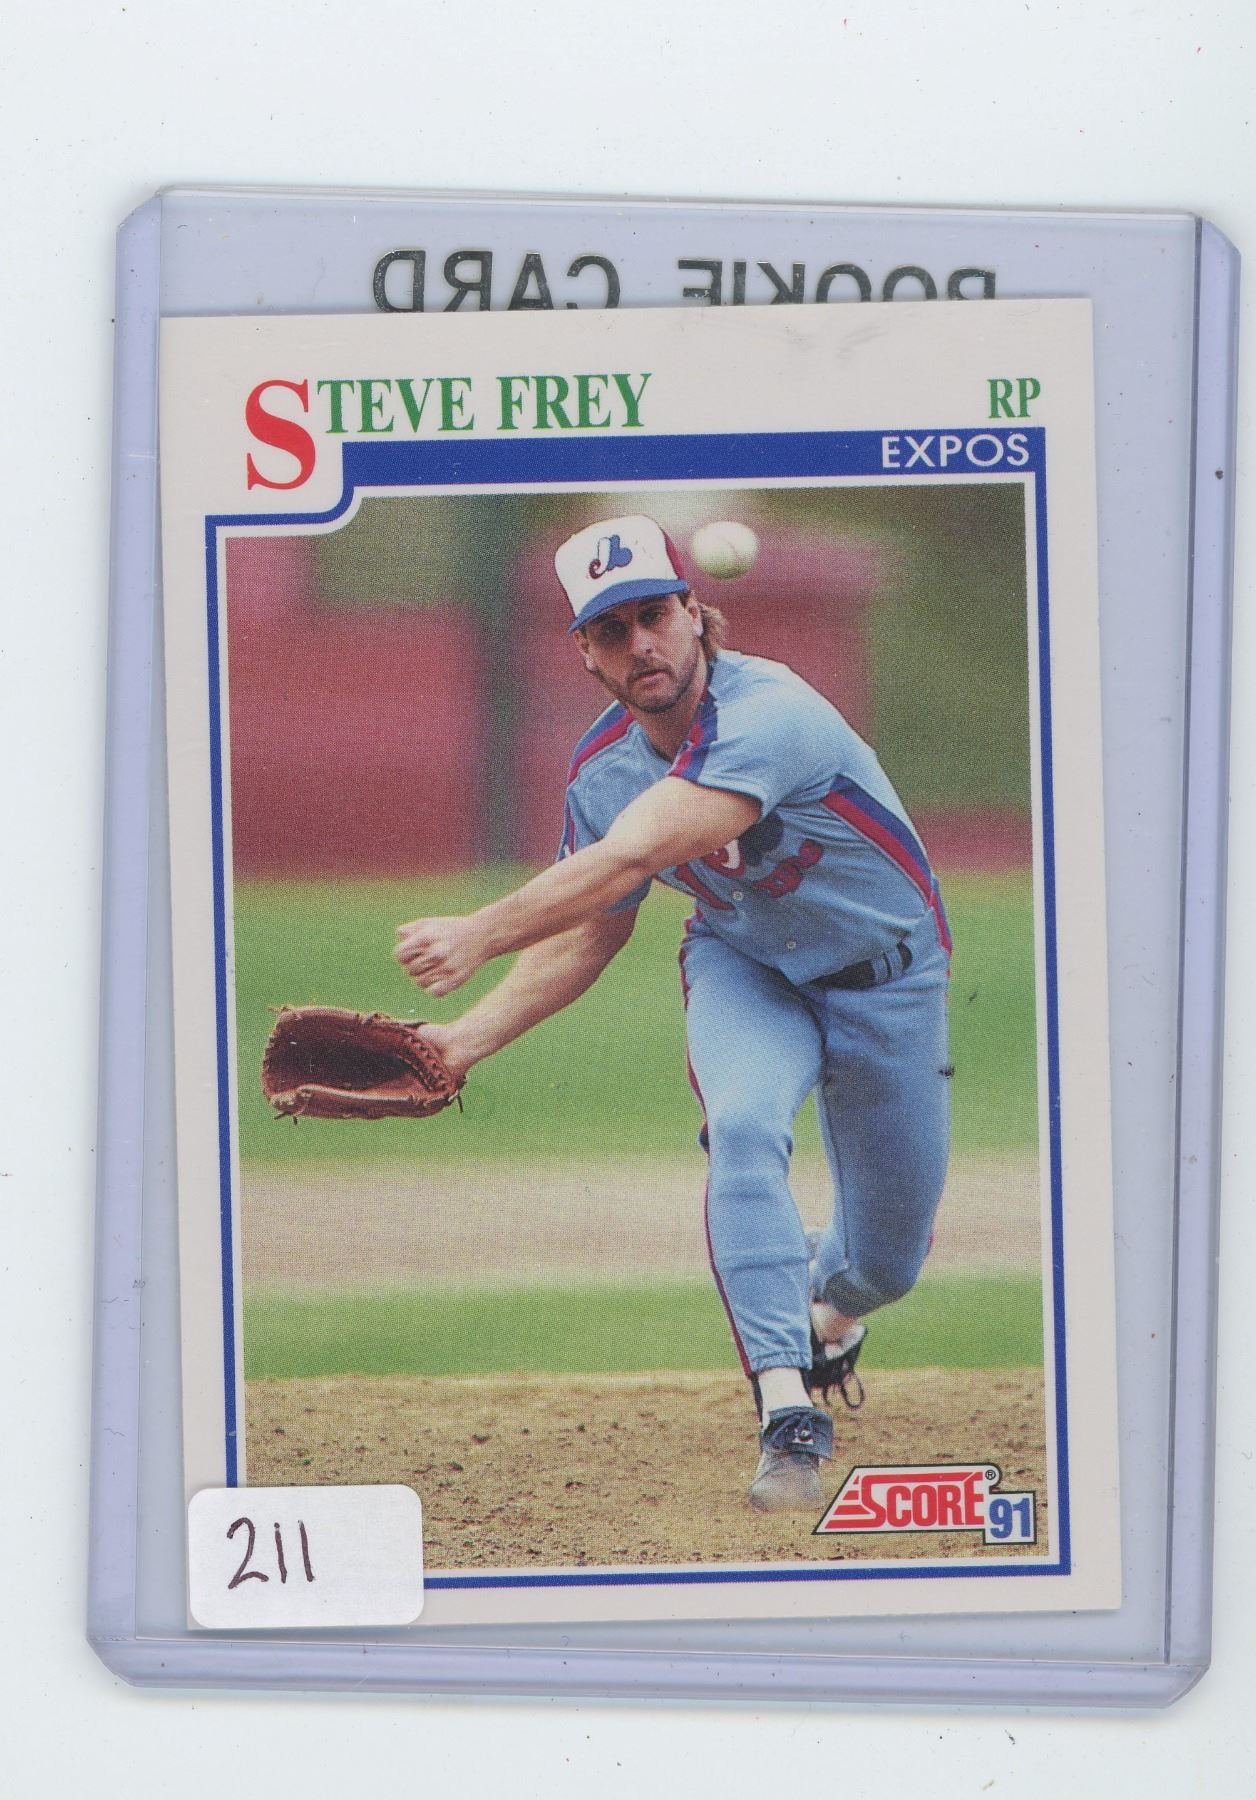 ROOKIE CARD
STEVE FREY
RP
EXPOS
SCORE® 91
211